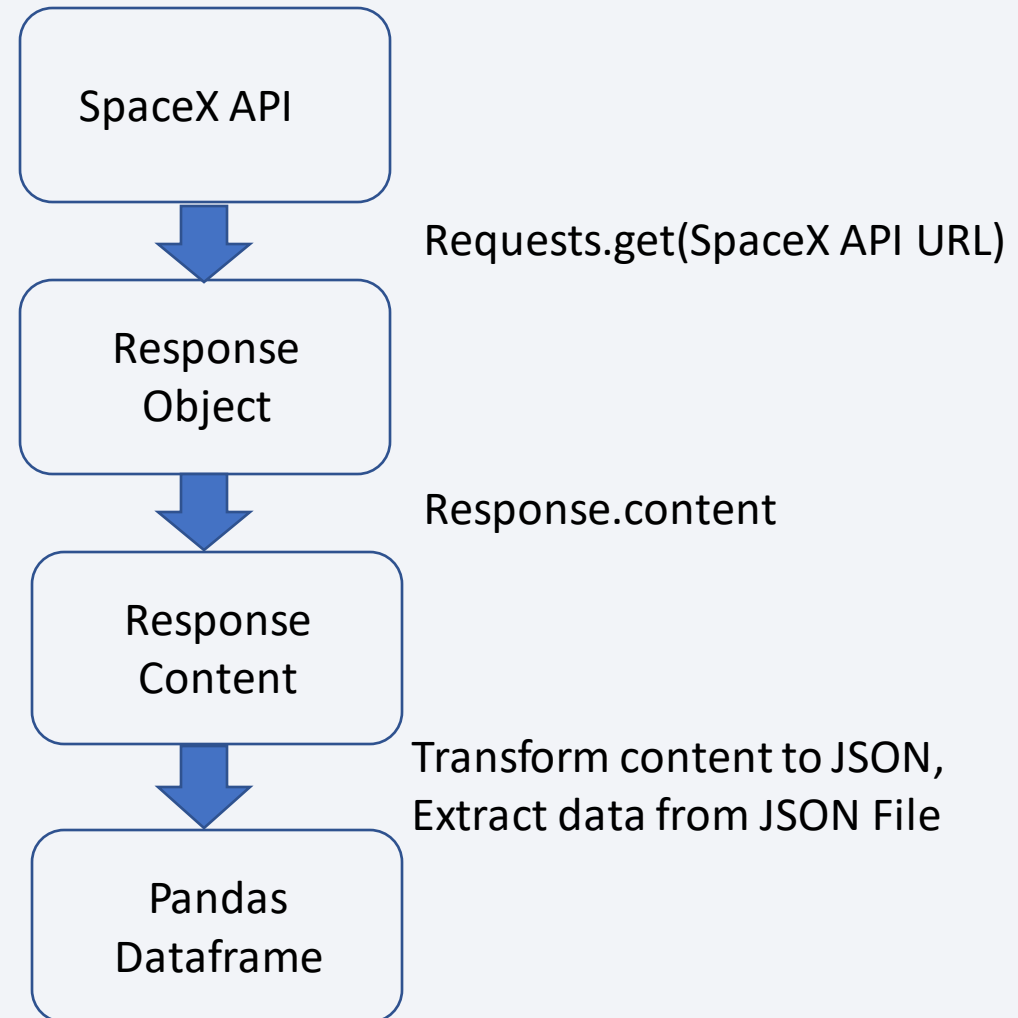 SpaceX API
Requests.get(SpaceX API URL)
Response
Object
Response.content
Response
Content
Transform content to JSON,
Extract data from JSON File
Pandas
Dataframe